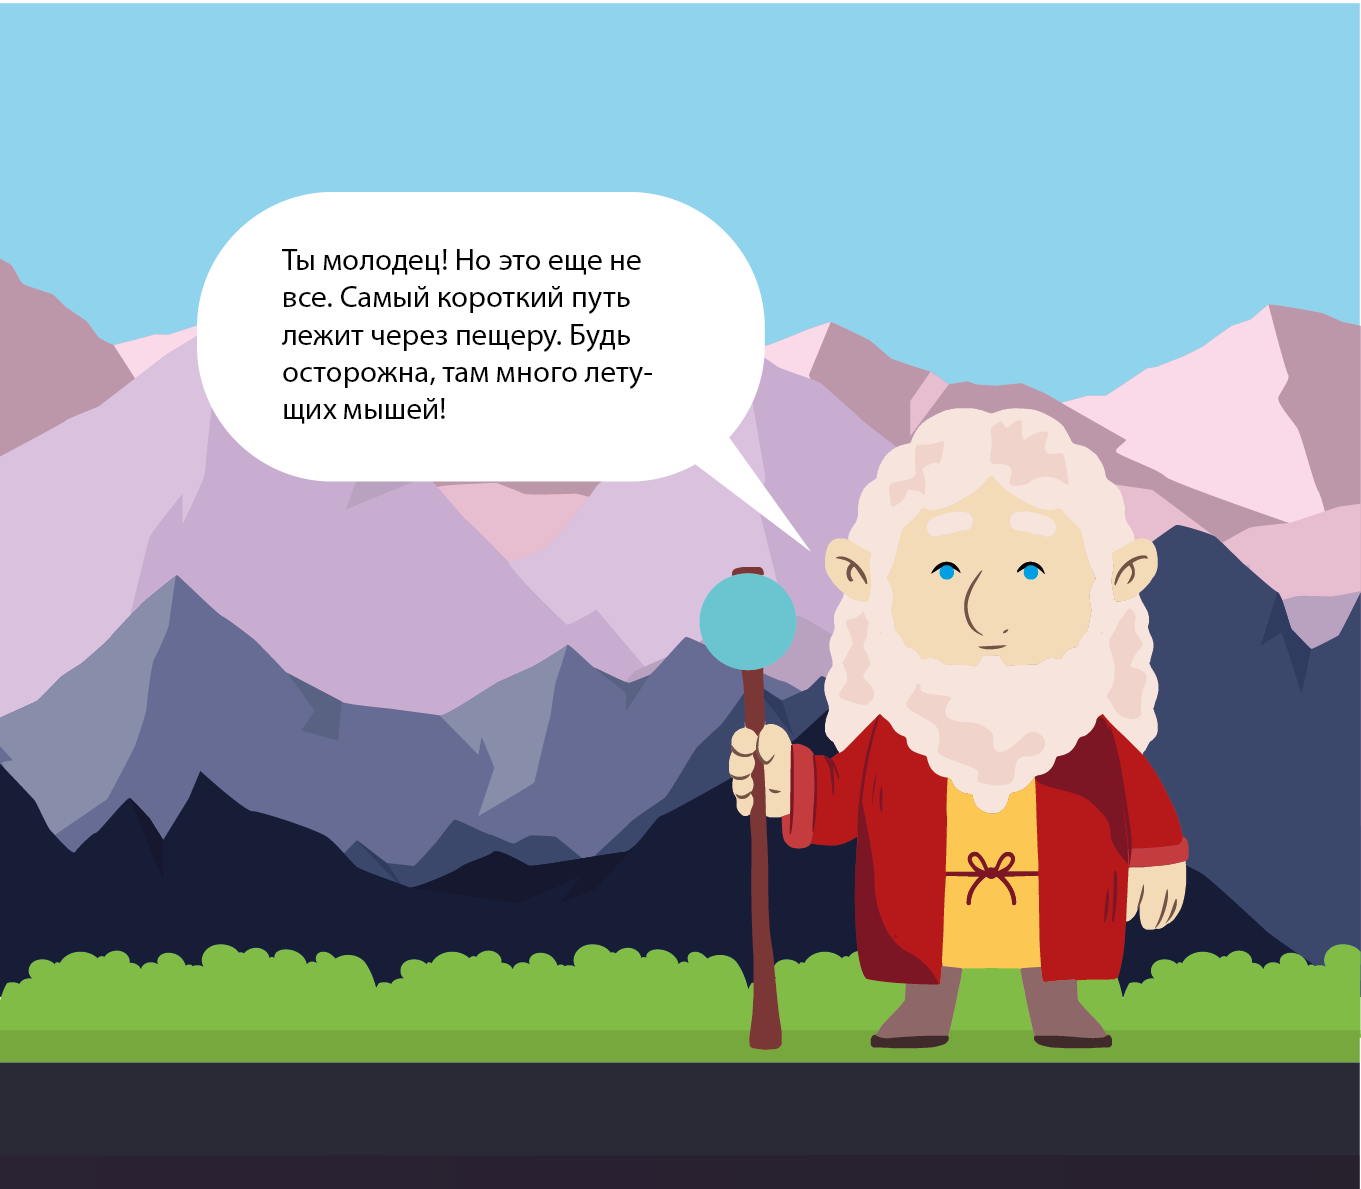 Ты молодец! Но это еще не
все. Самый короткий путь
лежит через пещеру. Будь
осторожна, там много лету-
щих мышей!